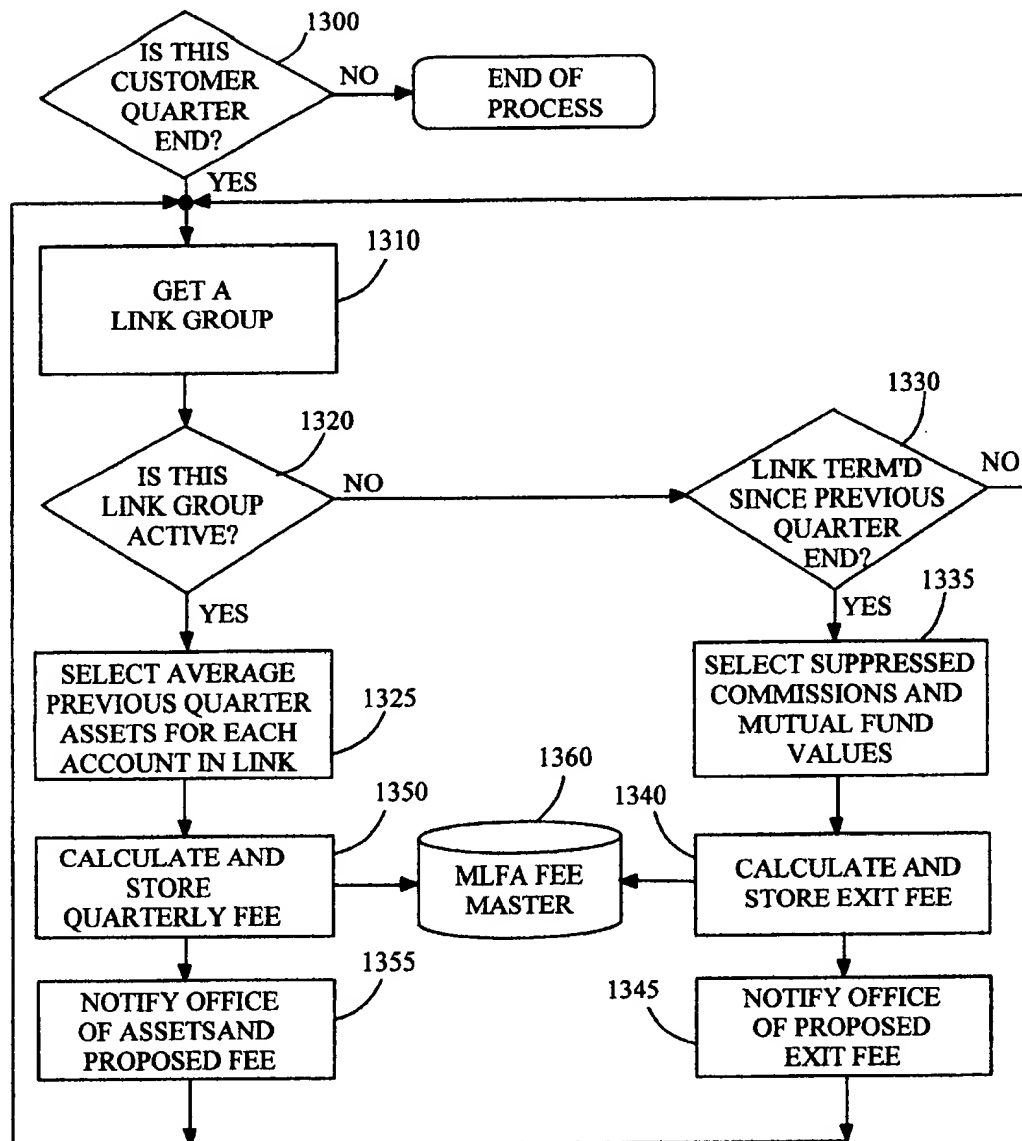 1300
IS THIS
CUSTOMER
QUARTER
END?
NO
END OF
PROCESS
YES
1310
GET A
LINK GROUP
1320
IS THIS
LINK GROUP
ACTIVE?
NO
1330
LINK TERM'D
SINCE PREVIOUS
QUARTER
END?
NO
YES
YES
1335
SELECT AVERAGE
PREVIOUS QUARTER
ASSETS FOR EACH
ACCOUNT IN LINK
1325
SELECT SUPPRESSED
COMMISSIONS AND
MUTUAL FUND
VALUES
1350
CALCULATE AND
STORE
QUARTERLY FEE
1360
MLFA FEE
MASTER
1340
CALCULATE AND
STORE EXIT FEE
1355
NOTIFY OFFICE
OF ASSETSAND
PROPOSED FEE
1345
NOTIFY OFFICE
OF PROPOSED
EXIT FEE